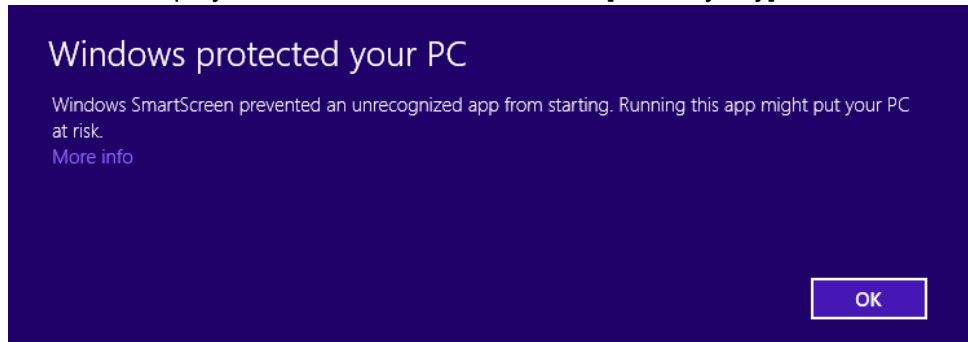 Windows protected your PC
Windows SmartScreen prevented an unrecognized app from starting. Running this app might put your PC
at risk.
More info
OK